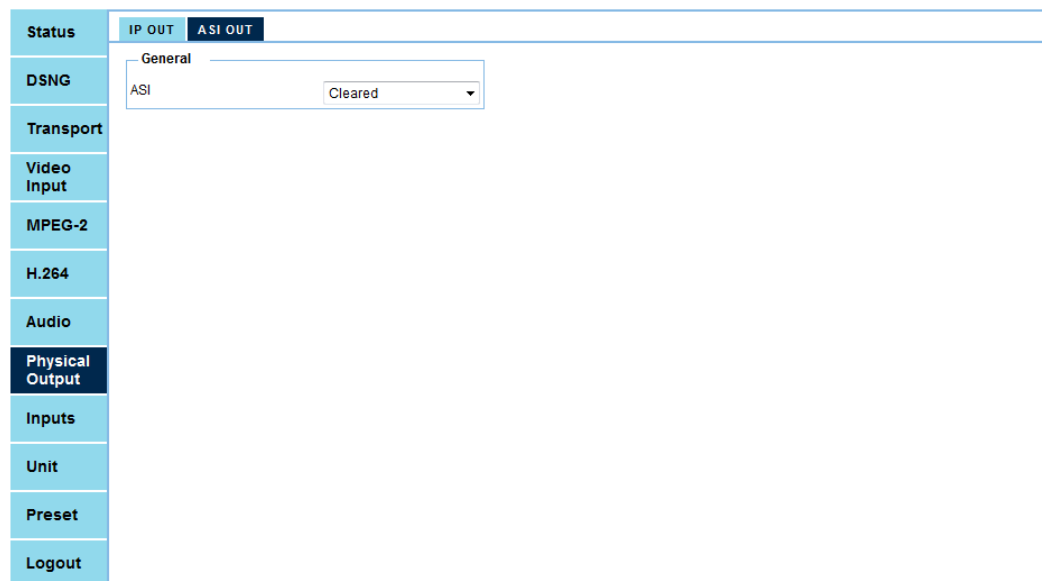 Status
DSNG
Transport
Video
Input
MPEG-2
H.264
Audio
Physical
Output
Inputs
Unit
Preset
Logout
IP OUT ASI OUT
General
ASI Cleared